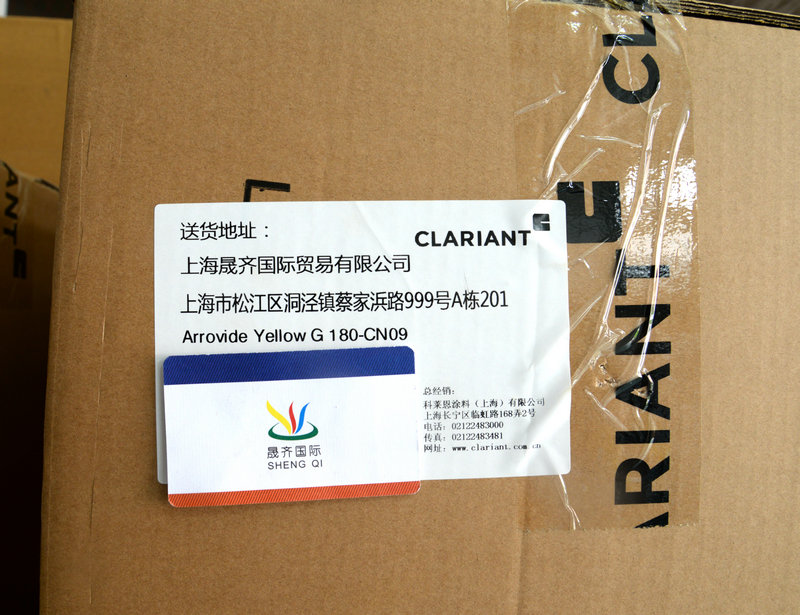 送货地址：
CLARIANT
上海晟齐国际贸易有限公司
上海市松江区洞泾镇蔡家浜路999号A栋201
Arrovide Yellow G 180-CN09
总经销:
科莱恩涂料（上海）有限公司
上海长宁区临虹路168弄2号
电话: 02122483000
传真: 02122483481
网址: www.clariant.com.cn
晟齐国际
SHENG QI
CL
ARIANT
ANT